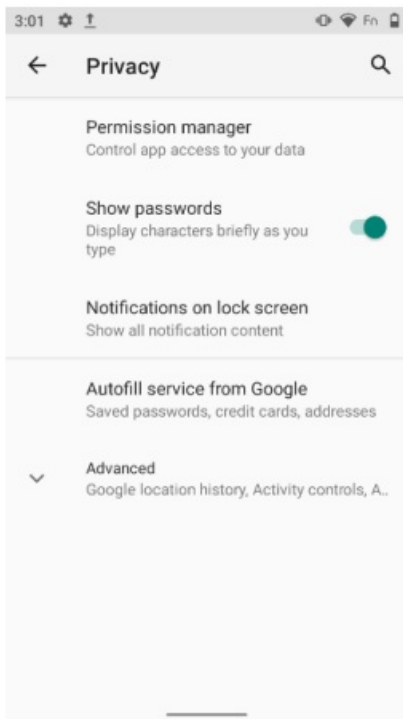 3:01
Fn
Privacy
Permission manager
Control app access to your data
Show passwords
Display characters briefly as you
type
Notifications on lock screen
Show all notification content
Autofill service from Google
Saved passwords, credit cards, addresses
Advanced
Google location history, Activity controls, A..